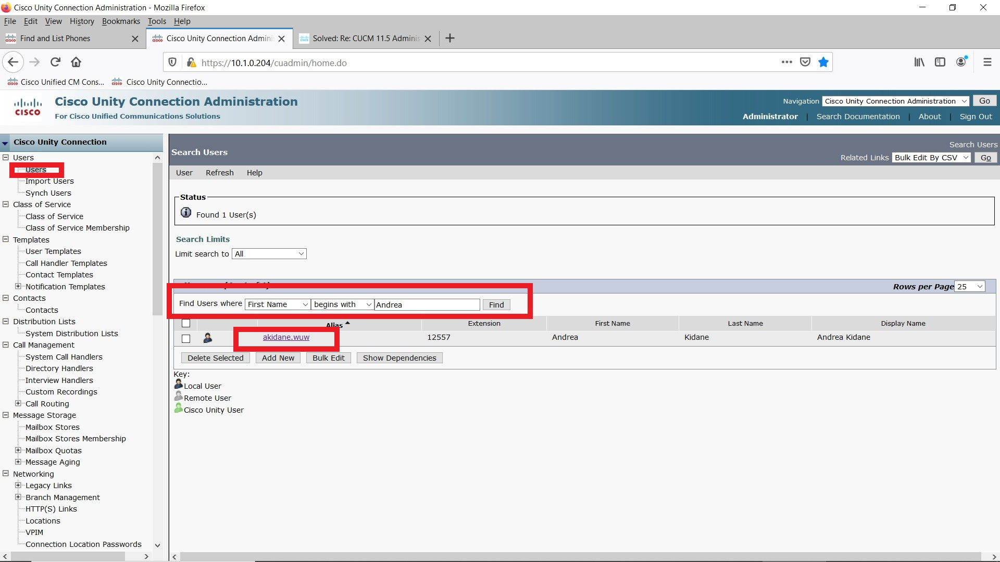 Cisco Unity Connection Administration - Mozilla Firefox
File Edit View History Bookmarks Tools Help
Find and List Phones
Cisco Unity Connection Adminis
Solved: Re: CUCM 11.5 Adminis
https://10.1.0.204/cuadmin/home.do
Cisco Unified CM Cons...
Cisco Unity Connectio...
CISCO
Cisco Unity Connection Administration
For Cisco Unified Communications Solutions
Navigation Cisco Unity Connection Administration Go
Administrator | Search Documentation | About | Sign Out
Cisco Unity Connection
Users
Users
Import Users
Synch Users
Class of Service
Class of Service
Class of Service Membership
Templates
User Templates
Call Handler Templates
Contact Templates
Notification Templates
Contacts
Contacts
Distribution Lists
System Distribution Lists
Call Management
System Call Handlers
Directory Handlers
Interview Handlers
Custom Recordings
Call Routing
Message Storage
Mailbox Stores
Mailbox Stores Membership
Mailbox Quotas
Message Aging
Networking
Legacy Links
Branch Management
HTTP(S) Links
Locations
VPIM
Connection Location Passwords
Search Users
Search Users
Related Links Bulk Edit By CSV Go
User Refresh Help
Status
Found 1 User(s)
Search Limits
Limit search to All
Rows per Page 25
Find Users where First Name begins with Andrea Find
Alias Extension First Name Last Name Display Name
akidane.wuw 12557 Andrea Kidane Andrea Kidane
Delete Selected Add New Bulk Edit Show Dependencies
Key:
Local User
Remote User
Cisco Unity User